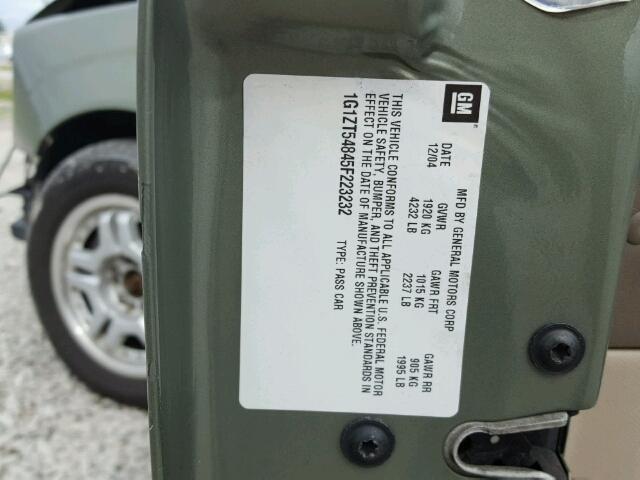 GM
MFD BY GENERAL MOTORS CORP
DATE GVWR GAWR FRT GAWR RR
12/04 1920 KG 1015 KG 905 KG
4232 LB 2237 LB 1995 LB
THIS VEHICLE CONFORMS TO ALL APPLICABLE U.S. FEDERAL MOTOR
VEHICLE SAFETY, BUMPER, AND THEFT PREVENTION STANDARDS IN
EFFECT ON THE DATE OF MANUFACTURE SHOWN ABOVE.
1G1ZT54845F223232 TYPE: PASS CAR